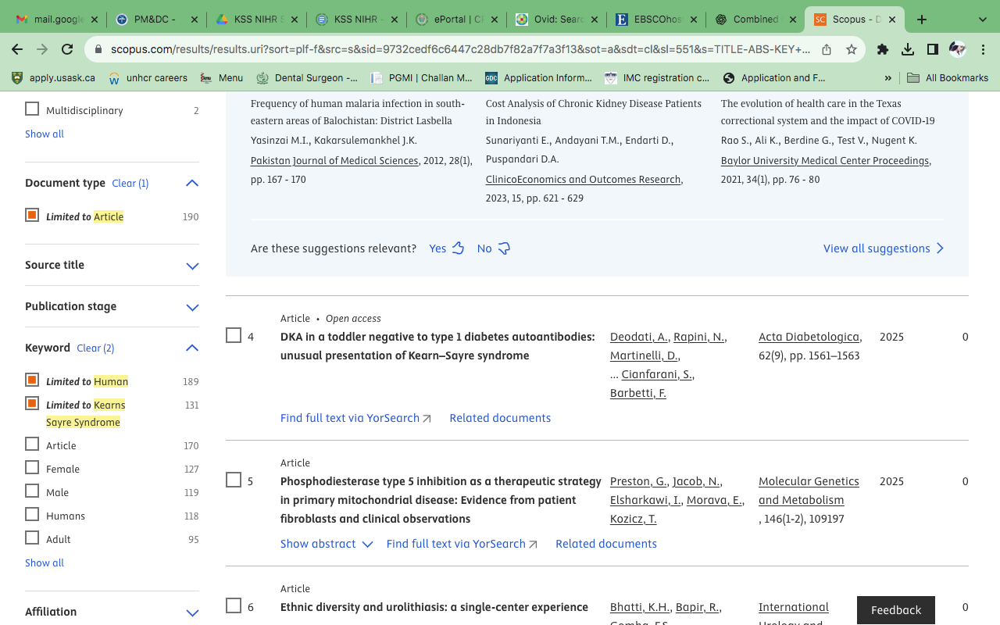 mail.google
PM&DC -
KSS NIHR S
KSS NIHR -
ePortal | CP
Ovid: Searc
EBSCOhost
Combined
Scopus - D
scopus.com/results/results.uri?sort=plf-f&src=s&sid=9732cedf6c6447c28db7f82a7f7a3f13&sot=a&sdt=cl&sl=551&s=TITLE-ABS-KEY+...
apply.usask.ca
unhcr careers
Menu
Dental Surgeon -...
PGMI | Challan M...
GDC
Application Inform...
IMC registration c...
Application and F...
»
All Bookmarks
Multidisciplinary 2
Show all
Document type Clear (1)
Limited to Article 190
Source title
Publication stage
Keyword Clear (2)
Limited to Human 189
Limited to Kearns 131
Sayre Syndrome
Article 170
Female 127
Male 119
Humans 118
Adult 95
Show all
Affiliation
Frequency of human malaria infection in south-
eastern areas of Balochistan: District Lasbella
Yasinzai M.I., Kakarsulemankhel J.K.
Pakistan Journal of Medical Sciences, 2012, 28(1),
pp. 167 - 170
Cost Analysis of Chronic Kidney Disease Patients
in Indonesia
Sunariyanti E., Andayani T.M., Endarti D.,
Puspandari D.A.
ClinicoEconomics and Outcomes Research,
2023, 15, pp. 621 - 629
The evolution of health care in the Texas
correctional system and the impact of COVID-19
Rao S., Ali K., Berdine G., Test V., Nugent K.
Baylor University Medical Center Proceedings,
2021, 34(1), pp. 76 - 80
Are these suggestions relevant? Yes No
View all suggestions
Article • Open access
4
DKA in a toddler negative to type 1 diabetes autoantibodies:
unusual presentation of Kearn–Sayre syndrome
Deodati, A., Rapini, N.,
Martinelli, D.,
... Cianfarani, S.,
Barbetti, F.
Acta Diabetologica,
62(9), pp. 1561–1563
2025
0
Find full text via YorSearch Related documents
Article
5
Phosphodiesterase type 5 inhibition as a therapeutic strategy
in primary mitochondrial disease: Evidence from patient
fibroblasts and clinical observations
Preston, G., Jacob, N.,
Elsharkawi, I., Morava, E.,
Kozicz, T.
Molecular Genetics
and Metabolism
, 146(1-2), 109197
2025
0
Show abstract Find full text via YorSearch Related documents
Article
6
Ethnic diversity and urolithiasis: a single-center experience
Bhatti, K.H., Bapir, R.,
International
0
Feedback